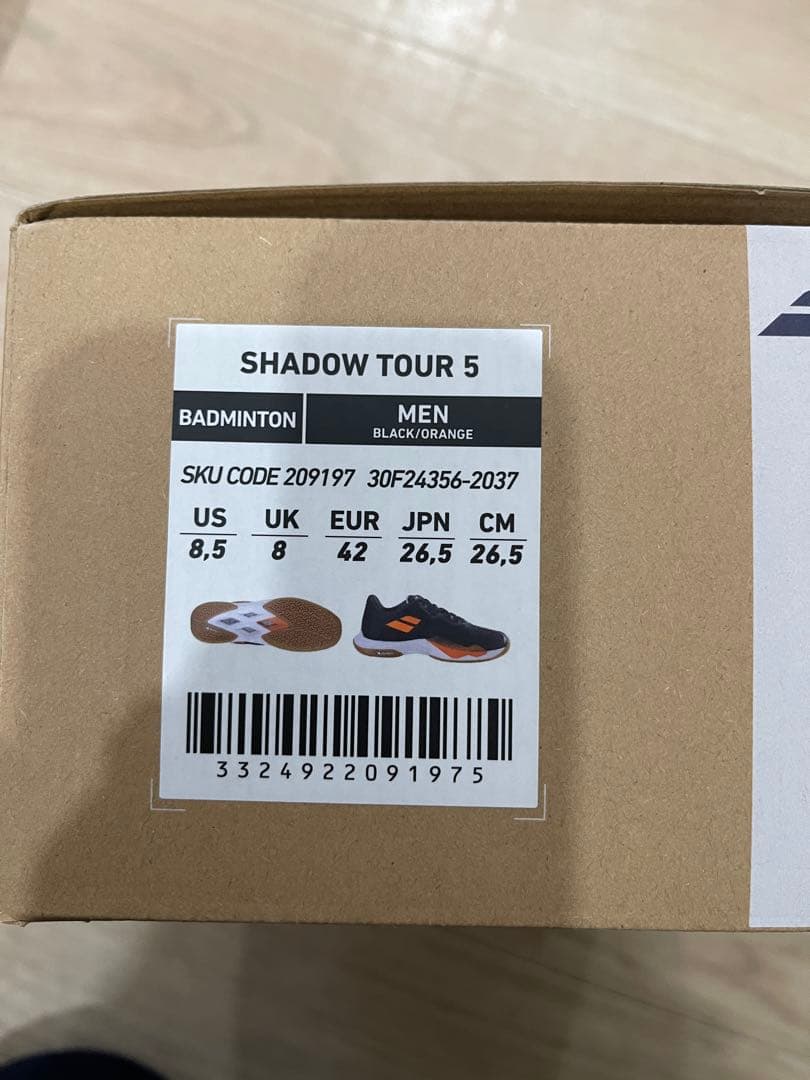 SHADOW TOUR 5
BADMINTON
MEN
BLACK/ORANGE
SKU CODE 209197 30F24356-2037
US UK EUR JPN CM
8,5 8 42 26,5 26,5
3324922091975